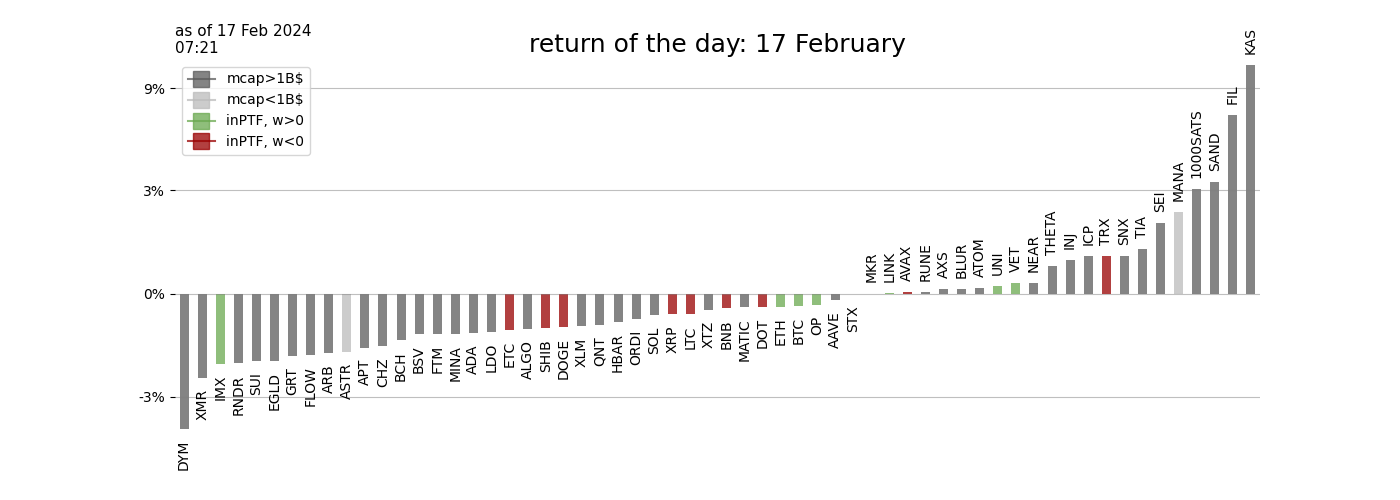 as of 17 Feb 2024
07:21
return of the day: 17 February
mcap>1B$
mcap<1B$
inPTF, w>0
inPTF, w<0
9%
3%
0%
-3%
DYM
XMR
IMX
RNDR
SUI
EGLD
GRT
FLOW
ARB
ASTR
APT
CHZ
BCH
BSV
FTM
MINA
ADA
LDO
ETC
ALGO
SHIB
DOGE
XLM
QNT
HBAR
ORDI
SOL
XRP
LTC
XTZ
BNB
MATIC
DOT
ETH
BTC
OP
AAVE
STX
MKR
LINK
AVAX
RUNE
AXS
BLUR
ATOM
UNI
VET
NEAR
THETA
INJ
ICP
TRX
SNX
TIA
SEI
MANA
1000SATS
SAND
FIL
KAS